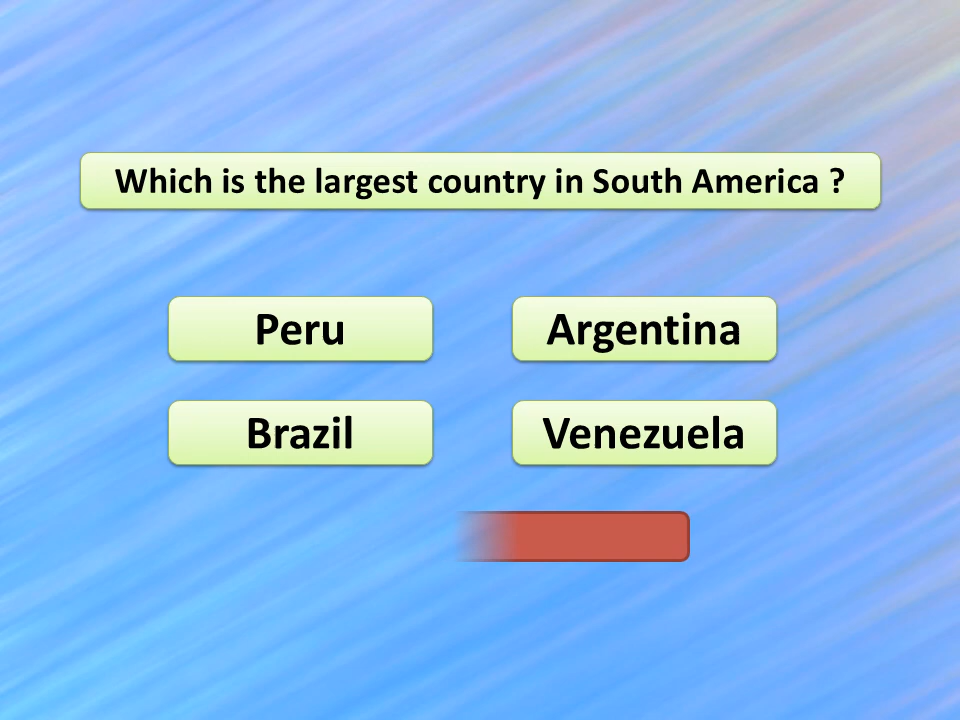 Which is the largest country in South America ?
Peru
Argentina
Brazil
Venezuela